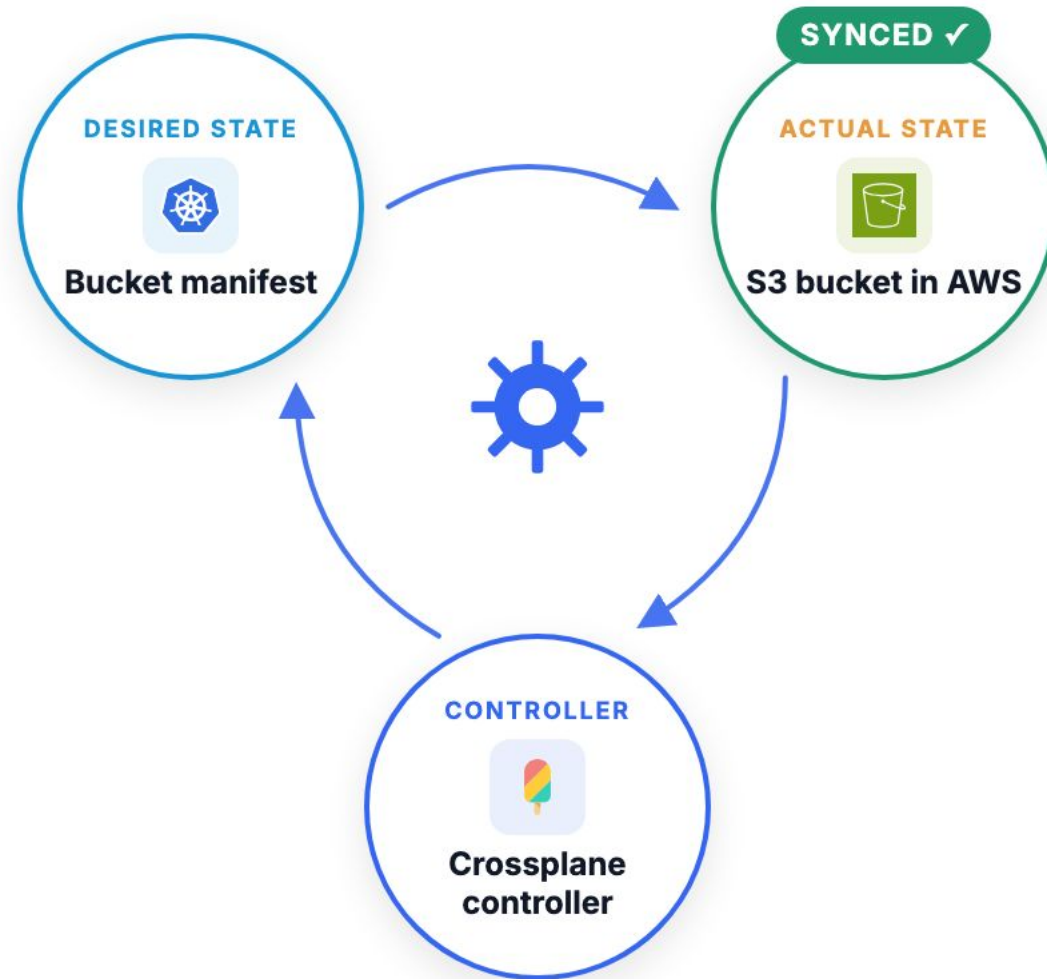 SYNCED ✓
DESIRED STATE
Bucket manifest
ACTUAL STATE
S3 bucket in AWS
CONTROLLER
Crossplane
controller